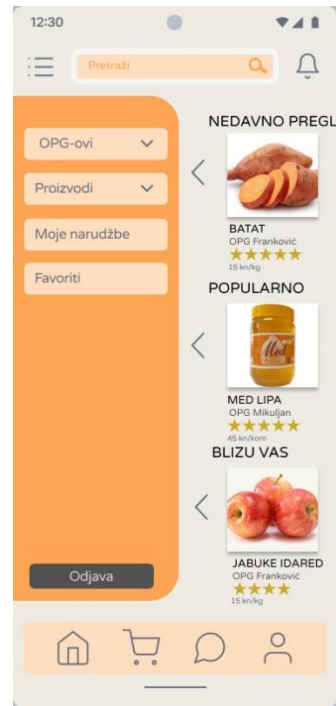 12:30
Pretraži
OPG-ovi
Proizvodi
Moje narudžbe
Favoriti
Odjava
NEDAVNO PREGL
BATAT
OPG Franković
15 kn/kg
POPULARNO
Med
MED LIPA
OPG Mikuljan
45 kn/kom
BLIZU VAS
JABUKE IDARED
OPG Franković
15 kn/kg